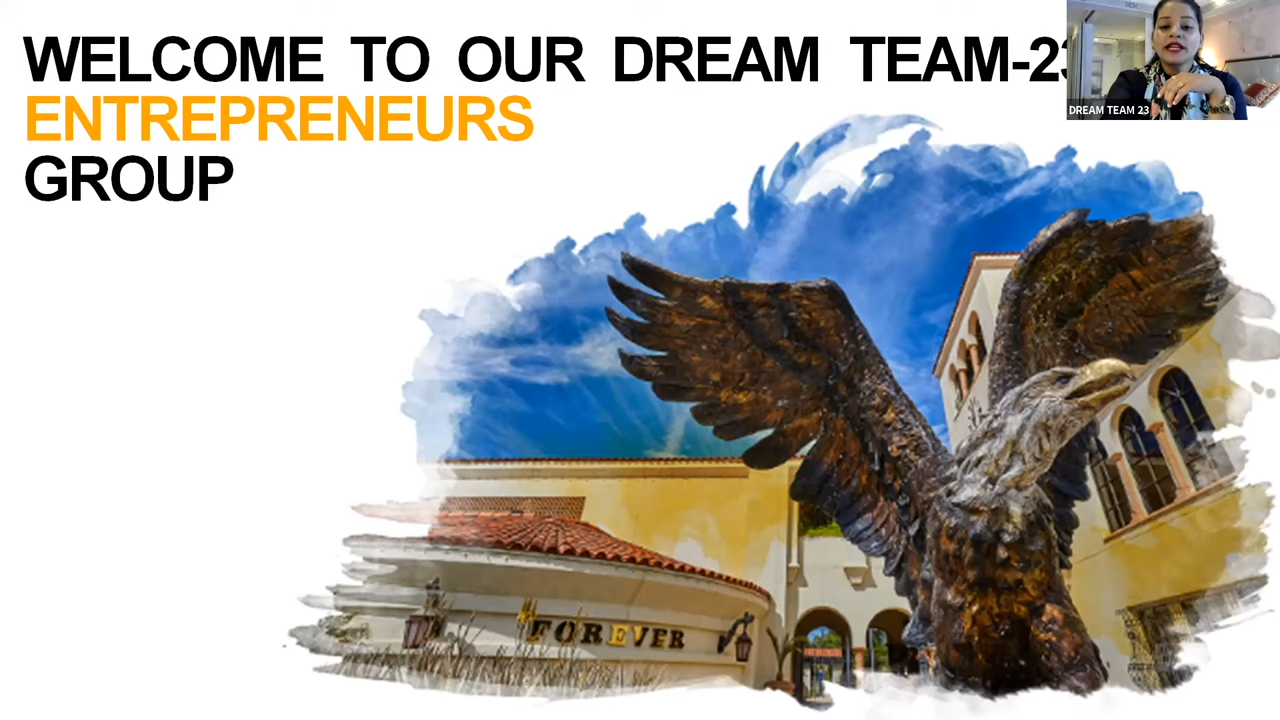 WELCOME TO OUR DREAM TEAM-23
ENTREPRENEURS
GROUP
DREAM TEAM 23
FOREVER